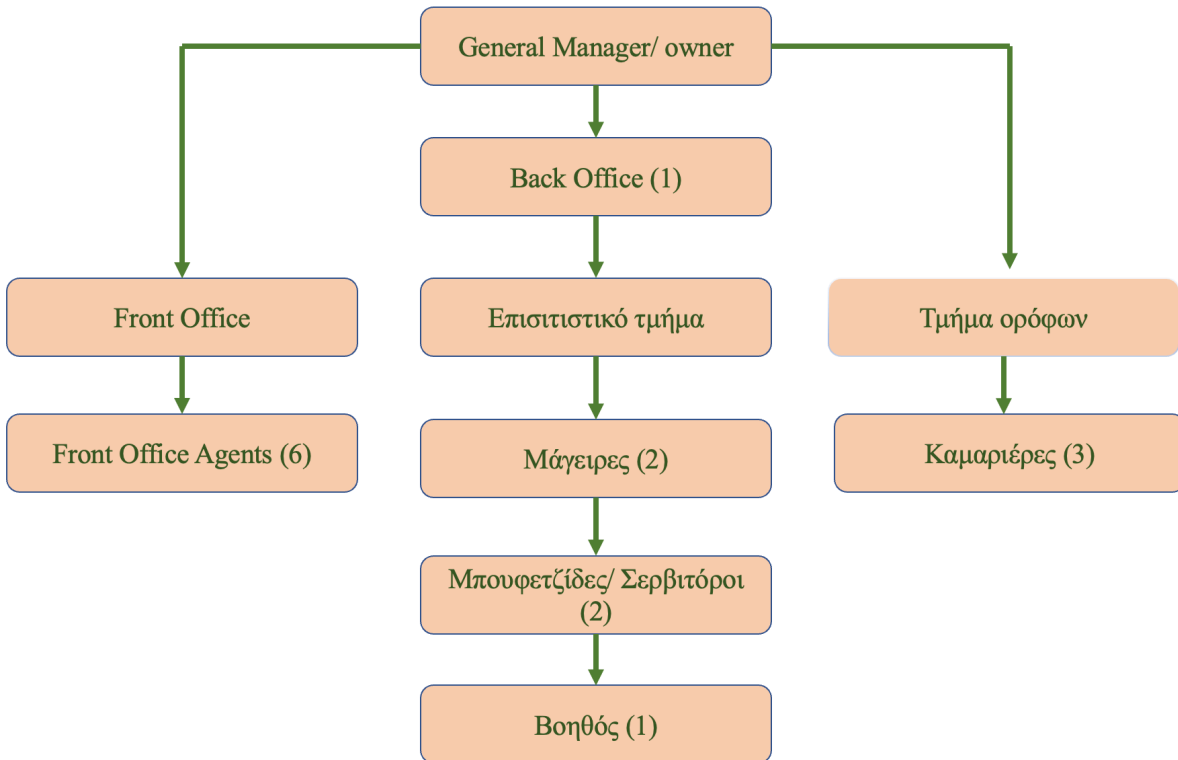 General Manager/ owner
Back Office (1)
Front Office
Επισιτιστικό τμήμα
Τμήμα ορόφων
Front Office Agents (6)
Μάγειρες (2)
Καμαριέρες (3)
Μπουφετζίδες/ Σερβιτόροι
(2)
Βοηθός (1)